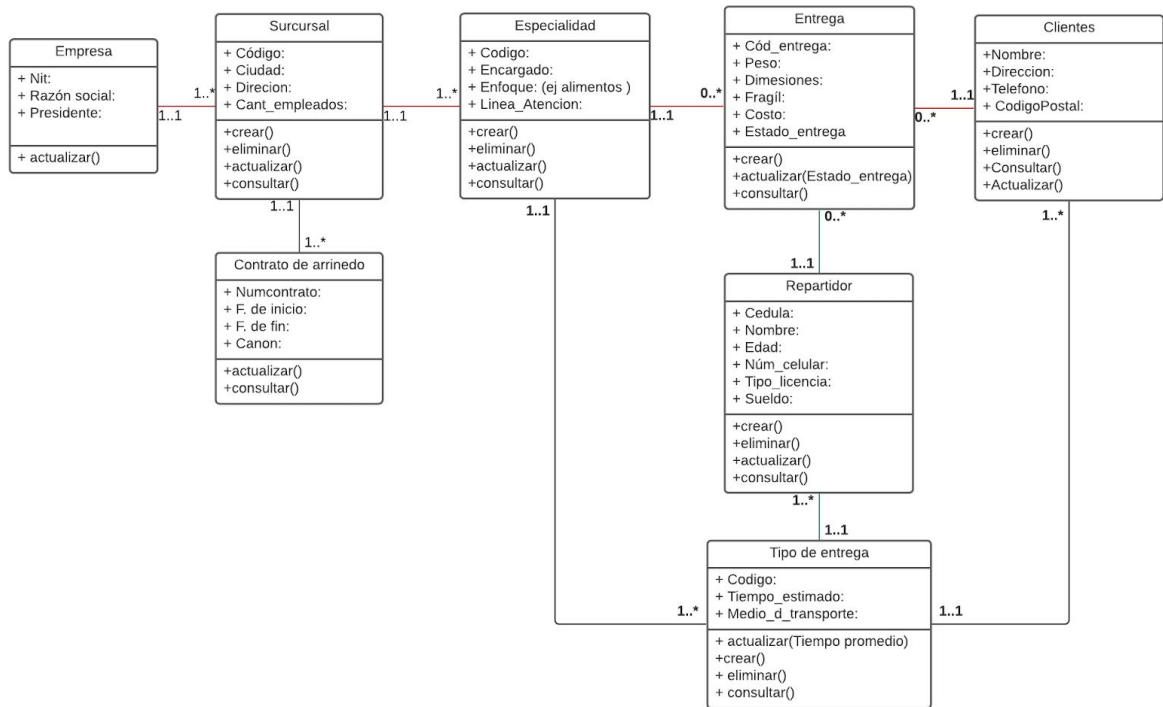 Empresa
+ Nit:
+ Razón social:
+ Presidente:
+ actualizar()
1..*
1..1
Surcursal
+ Código:
+ Ciudad:
+ Direcion:
+ Cant_empleados:
+crear()
+eliminar()
+actualizar()
+consultar()
1..*
1..1
1..1
1..*
Contrato de arrinedo
+ Numcontrato:
+ F. de inicio:
+ F. de fin:
+ Canon:
+actualizar()
+consultar()
Especialidad
+ Codigo:
+ Encargado:
+ Enfoque: (ej alimentos )
+ Linea_Atencion:
+crear()
+eliminar()
+actualizar()
+consultar()
0..*
1..1
1..1
Entrega
+ Cód_entrega:
+ Peso:
+ Dimesiones:
+ Fragíl:
+ Costo:
+ Estado_entrega
+crear()
+actualizar(Estado_entrega)
+consultar()
1..1
0..*
0..*
1..1
Clientes
+Nombre:
+Direccion:
+Telefono:
+ CodigoPostal:
+crear()
+eliminar()
+Consultar()
+Actualizar()
1..*
Repartidor
+ Cedula:
+ Nombre:
+ Edad:
+ Núm_celular:
+ Tipo_licencia:
+ Sueldo:
+crear()
+eliminar()
+actualizar()
+consultar()
1..*
1..1
Tipo de entrega
+ Codigo:
+ Tiempo_estimado:
+ Medio_d_transporte:
+ actualizar(Tiempo promedio)
+crear()
+ eliminar()
+ consultar()
1..*
1..1